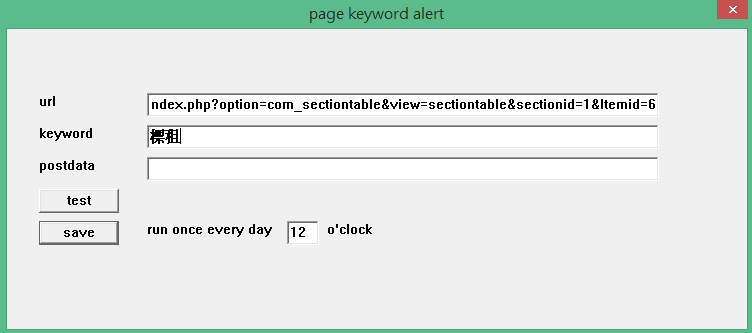 page keyword alert
url ndex.php?option=com_sectiontable&view=sectiontable&sectionid=1&Itemid=6
keyword 標租
postdata
test
save run once every day 12 o'clock